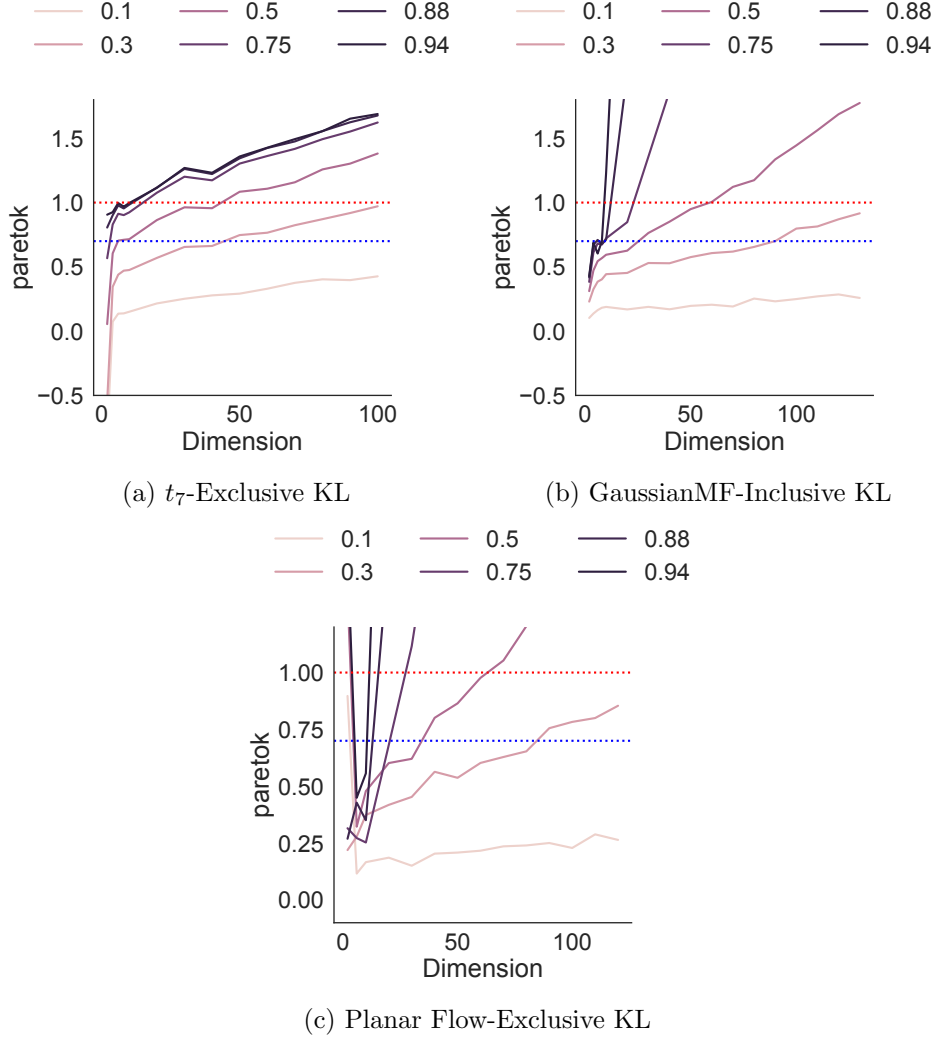 0.1 0.5 0.88 0.1 0.5 0.88
0.3 0.75 0.94 0.3 0.75 0.94
1.5
1.0
0.5
0.0
−0.5
paretok
0 50 100
Dimension
(a) t₇-Exclusive KL
1.5
1.0
0.5
0.0
−0.5
paretok
0 50 100
Dimension
(b) GaussianMF-Inclusive KL
0.1 0.5 0.88
0.3 0.75 0.94
1.00
0.75
0.50
0.25
0.00
paretok
0 50 100
Dimension
(c) Planar Flow-Exclusive KL